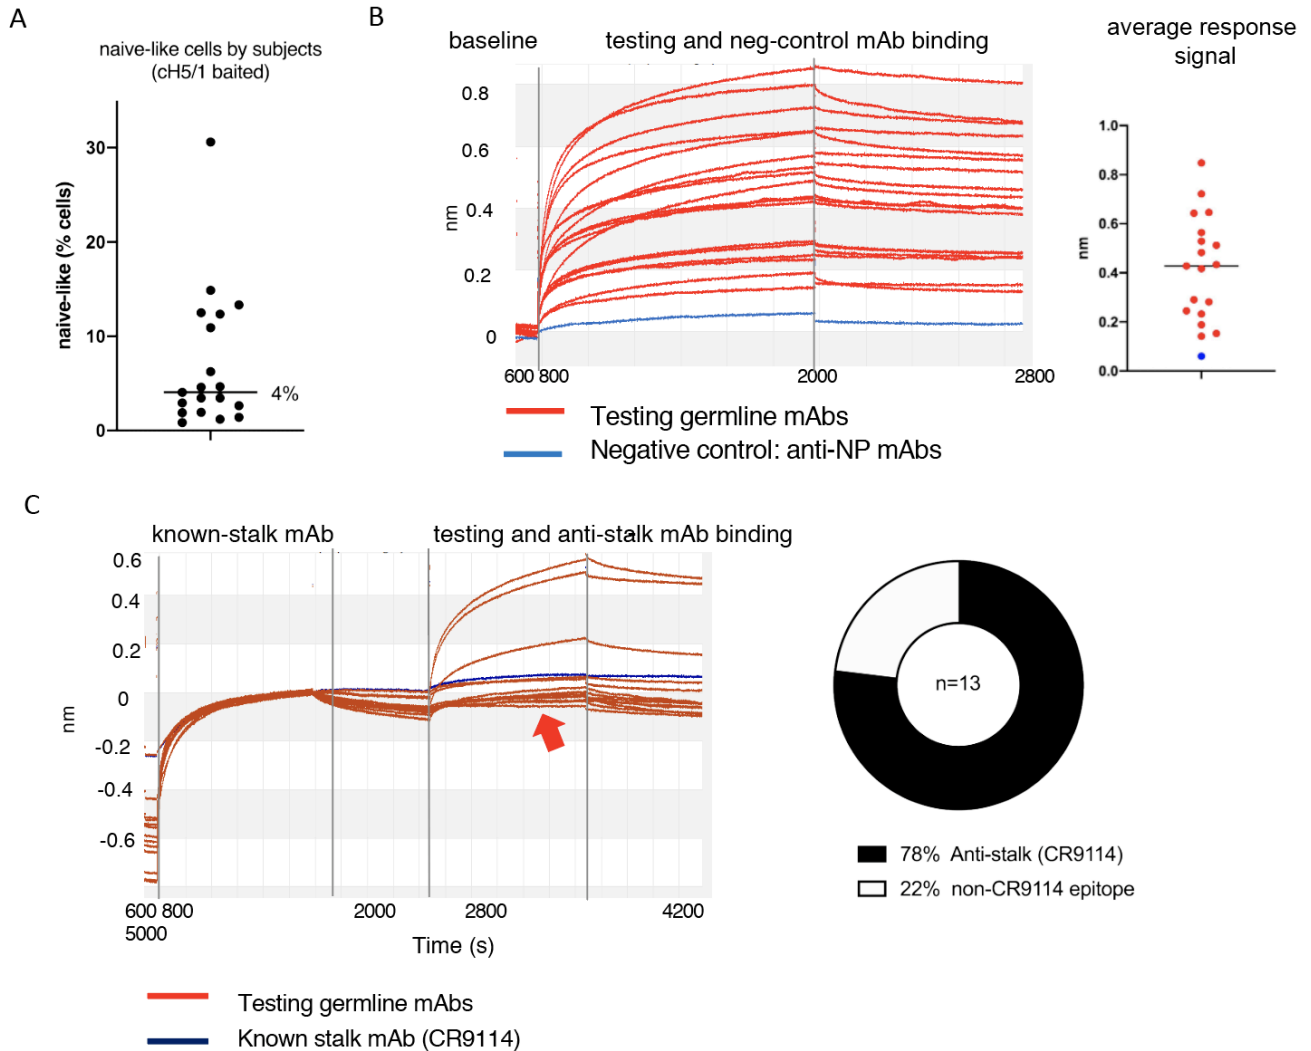 A
naive-like cells by subjects
(cH5/1 baited)
naive-like (% cells)
30
20
10
0
4%
B
baseline
testing and neg-control mAb binding
nm
0.8
0.6
0.4
0.2
0
600 800
2000
2800
Testing germline mAbs
Negative control: anti-NP mAbs
average response
signal
nm
1.0
0.8
0.6
0.4
0.2
0.0
C
known-stalk mAb
testing and anti-stalk mAb binding
nm
0.6
0.4
0.2
0
-0.2
-0.4
-0.6
600 800
2000
2800
4200
5000
Time (s)
Testing germline mAbs
Known stalk mAb (CR9114)
n=13
78% Anti-stalk (CR9114)
22% non-CR9114 epitope